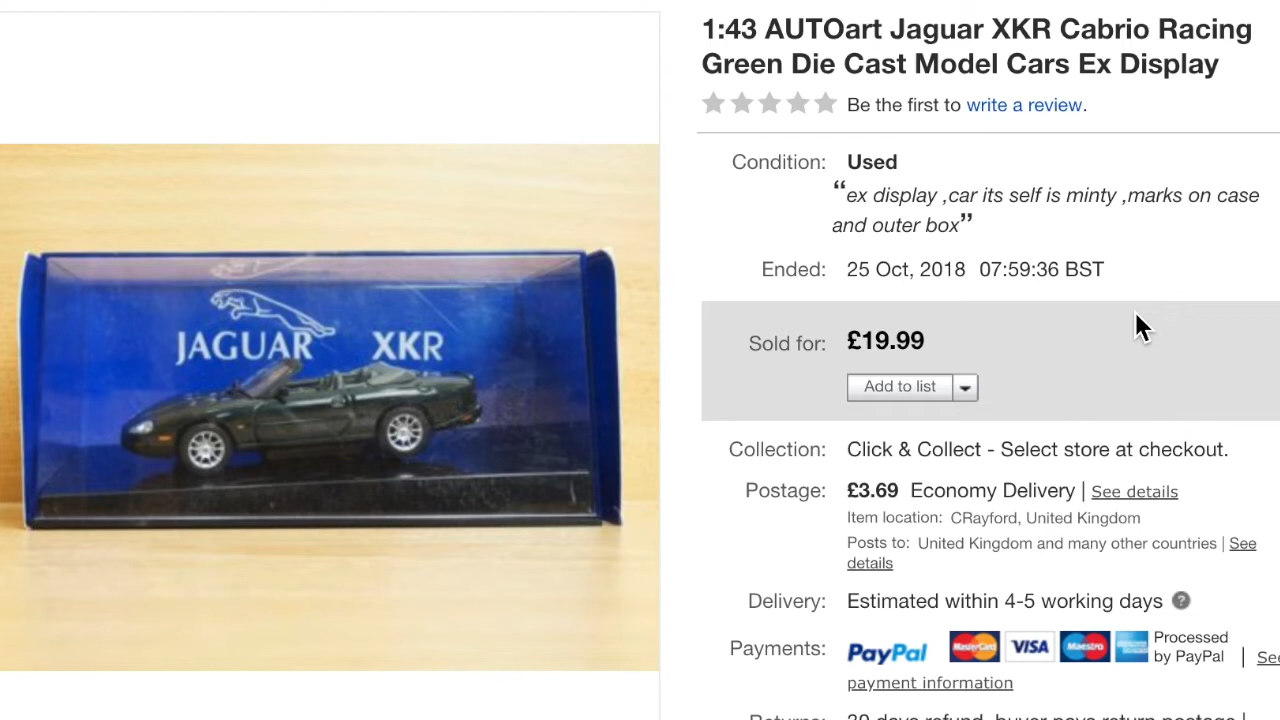 1:43 AUTOart Jaguar XKR Cabrio Racing
Green Die Cast Model Cars Ex Display
Be the first to write a review.
Condition: Used
“ex display ,car its self is minty ,marks on case
and outer box”
Ended: 25 Oct, 2018 07:59:36 BST
JAGUAR XKR
Sold for: £19.99
Add to list
Collection: Click & Collect - Select store at checkout.
Postage: £3.69 Economy Delivery | See details
Item location: CRayford, United Kingdom
Posts to: United Kingdom and many other countries | See
details
Delivery: Estimated within 4-5 working days ?
Payments: PayPal MasterCard VISA Maestro Processed
by PayPal |
payment information